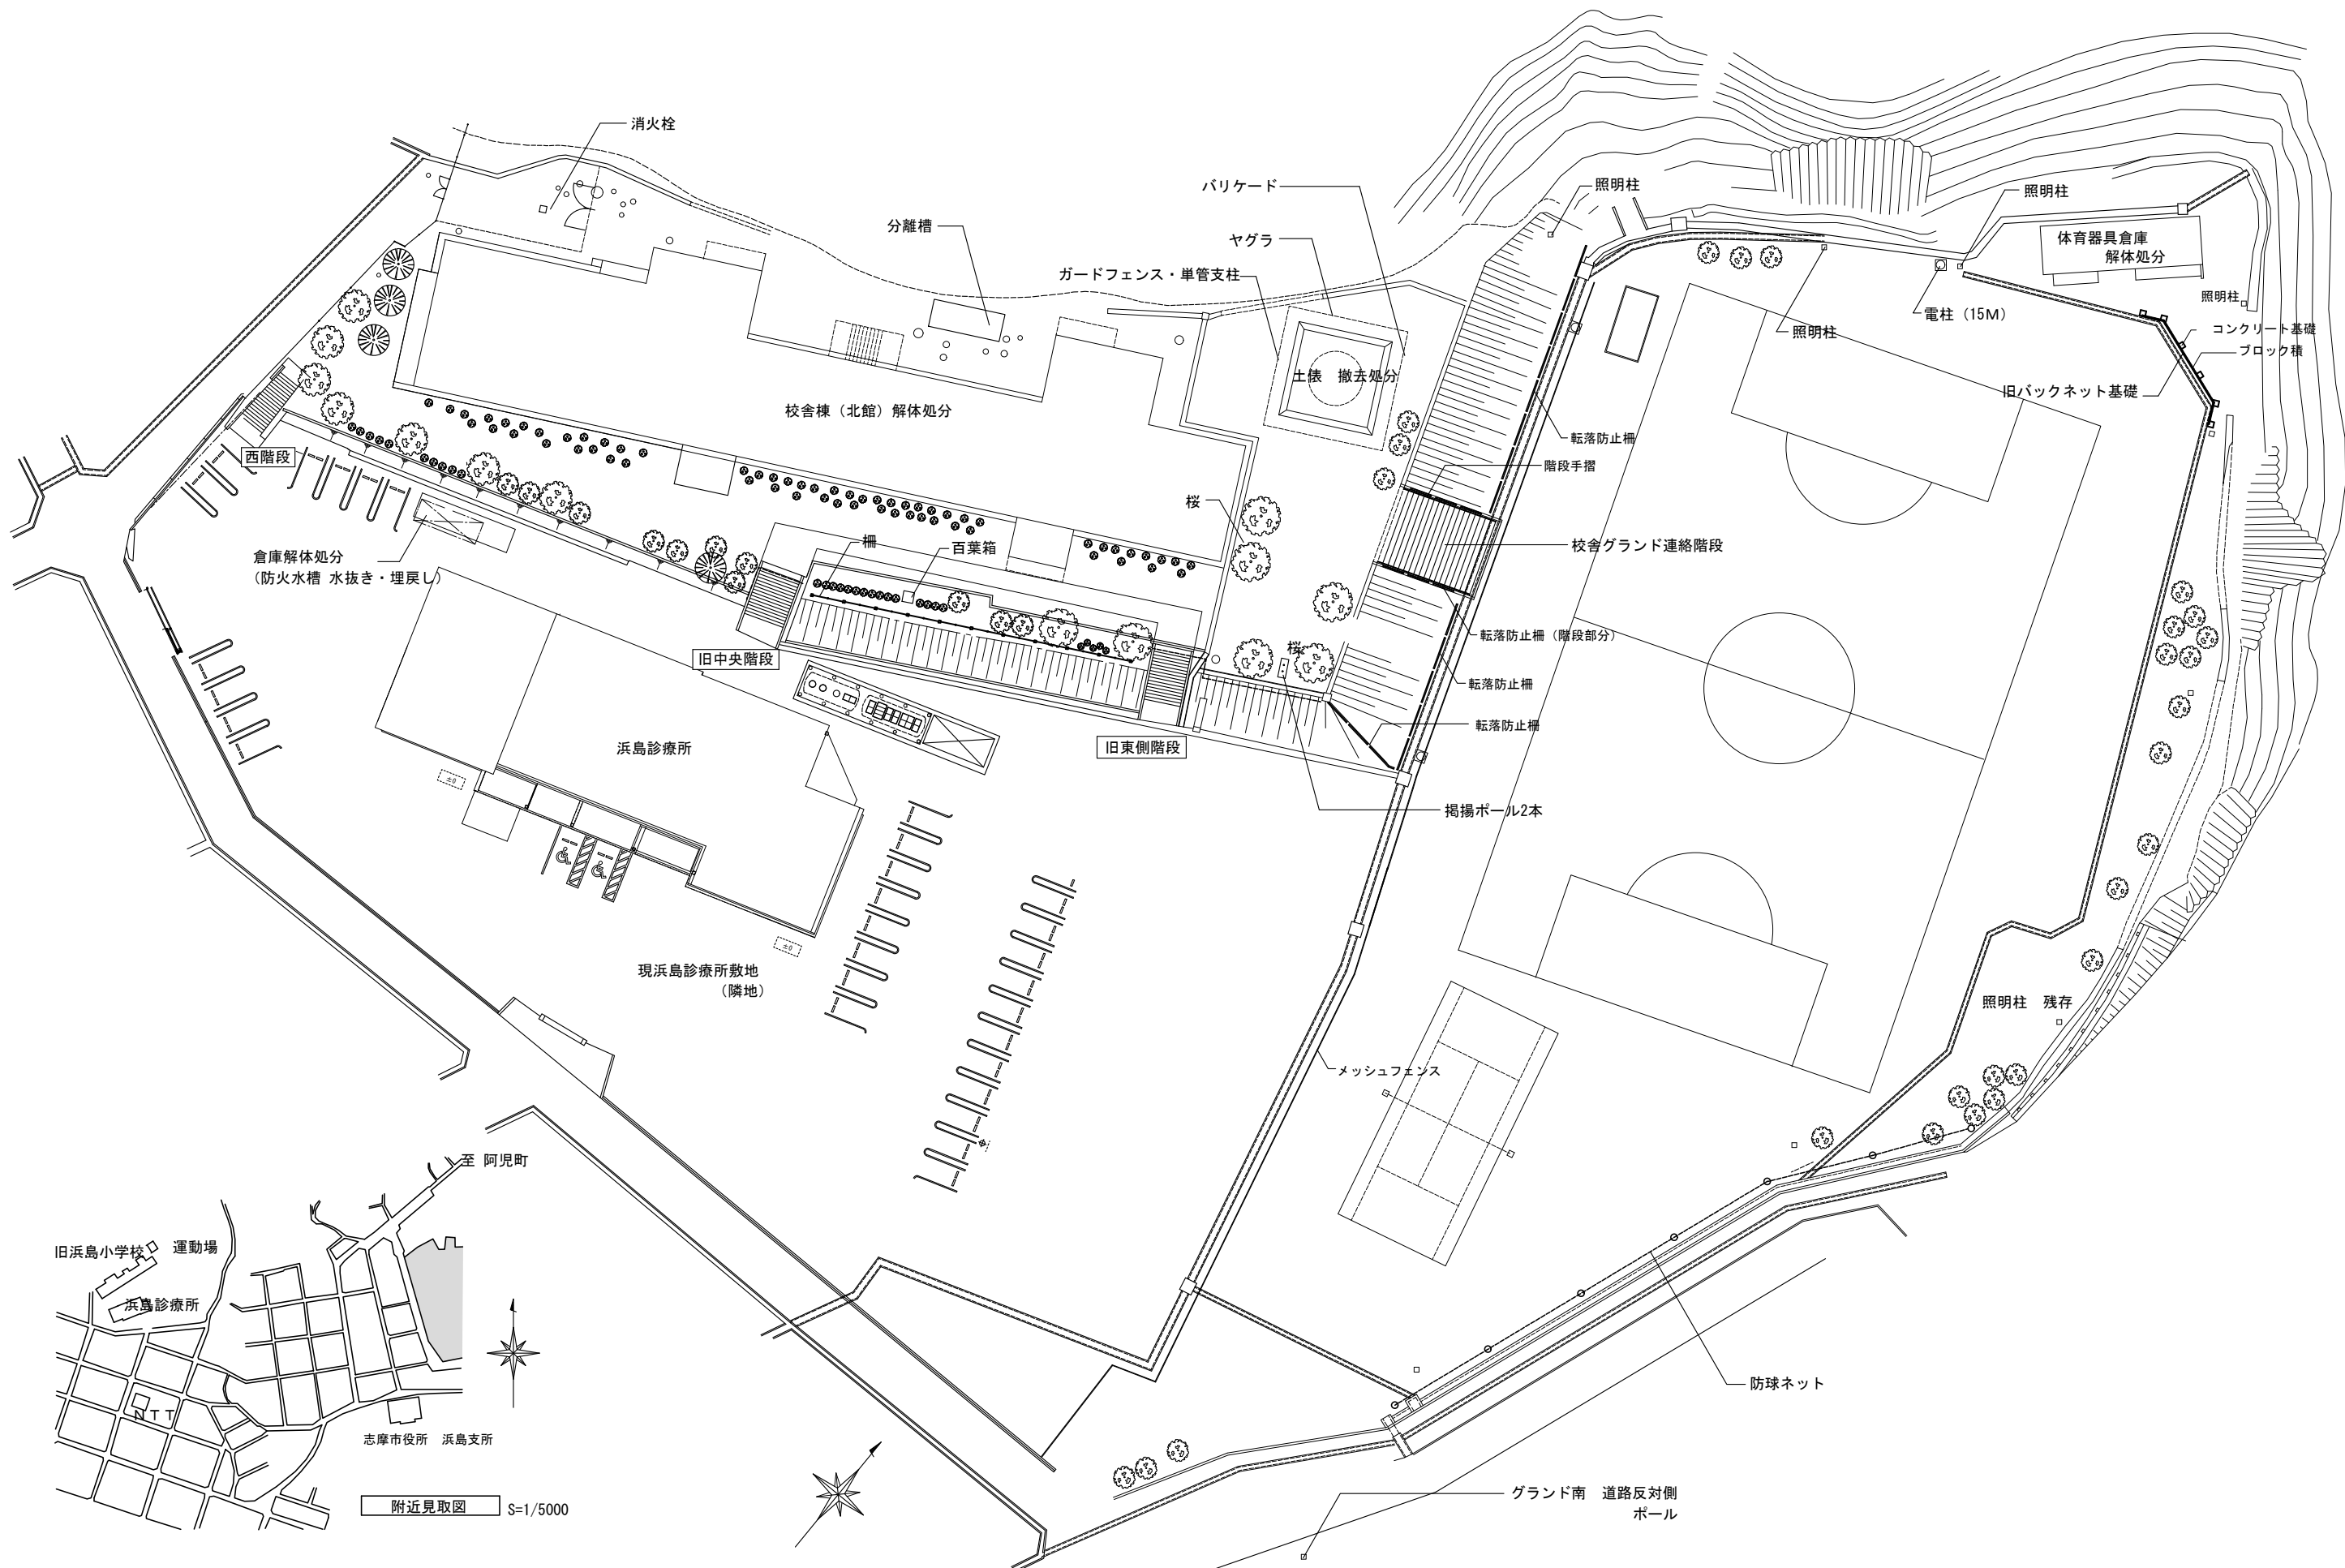 消火栓
バリケード
照明柱
照明柱
分離槽
ヤグラ
体育器具倉庫
解体処分
ガードフェンス・単管支柱
照明柱
電柱（15M）
コンクリート基礎
照明柱
ブロック積
土俵　撤去処分
旧バックネット基礎
校舎棟（北館）解体処分
転落防止柵
西階段
階段手摺
桜
柵
百葉箱
校舎グランド連絡階段
倉庫解体処分
（防火水槽 水抜き・埋戻し）
転落防止柵（階段部分）
桜
旧中央階段
転落防止柵
転落防止柵
浜島診療所
旧東側階段
±0
掲揚ポール2本
±0
現浜島診療所敷地
（隣地）
照明柱　残存
メッシュフェンス
至 阿児町
旧浜島小学校
運動場
浜島診療所
NTT
志摩市役所　浜島支所
防球ネット
附近見取図
S=1/5000
グランド南　道路反対側
ポール